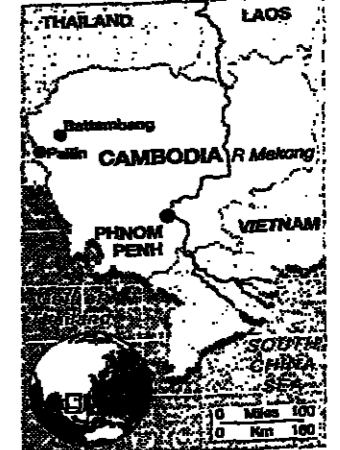 THAILAND
LAOS
Battambang
Pailin
CAMBODIA
R Mekong
PHNOM
PENH
VIETNAM
SOUTH
CHINA
SEA
0 Miles 100
0 Km 160